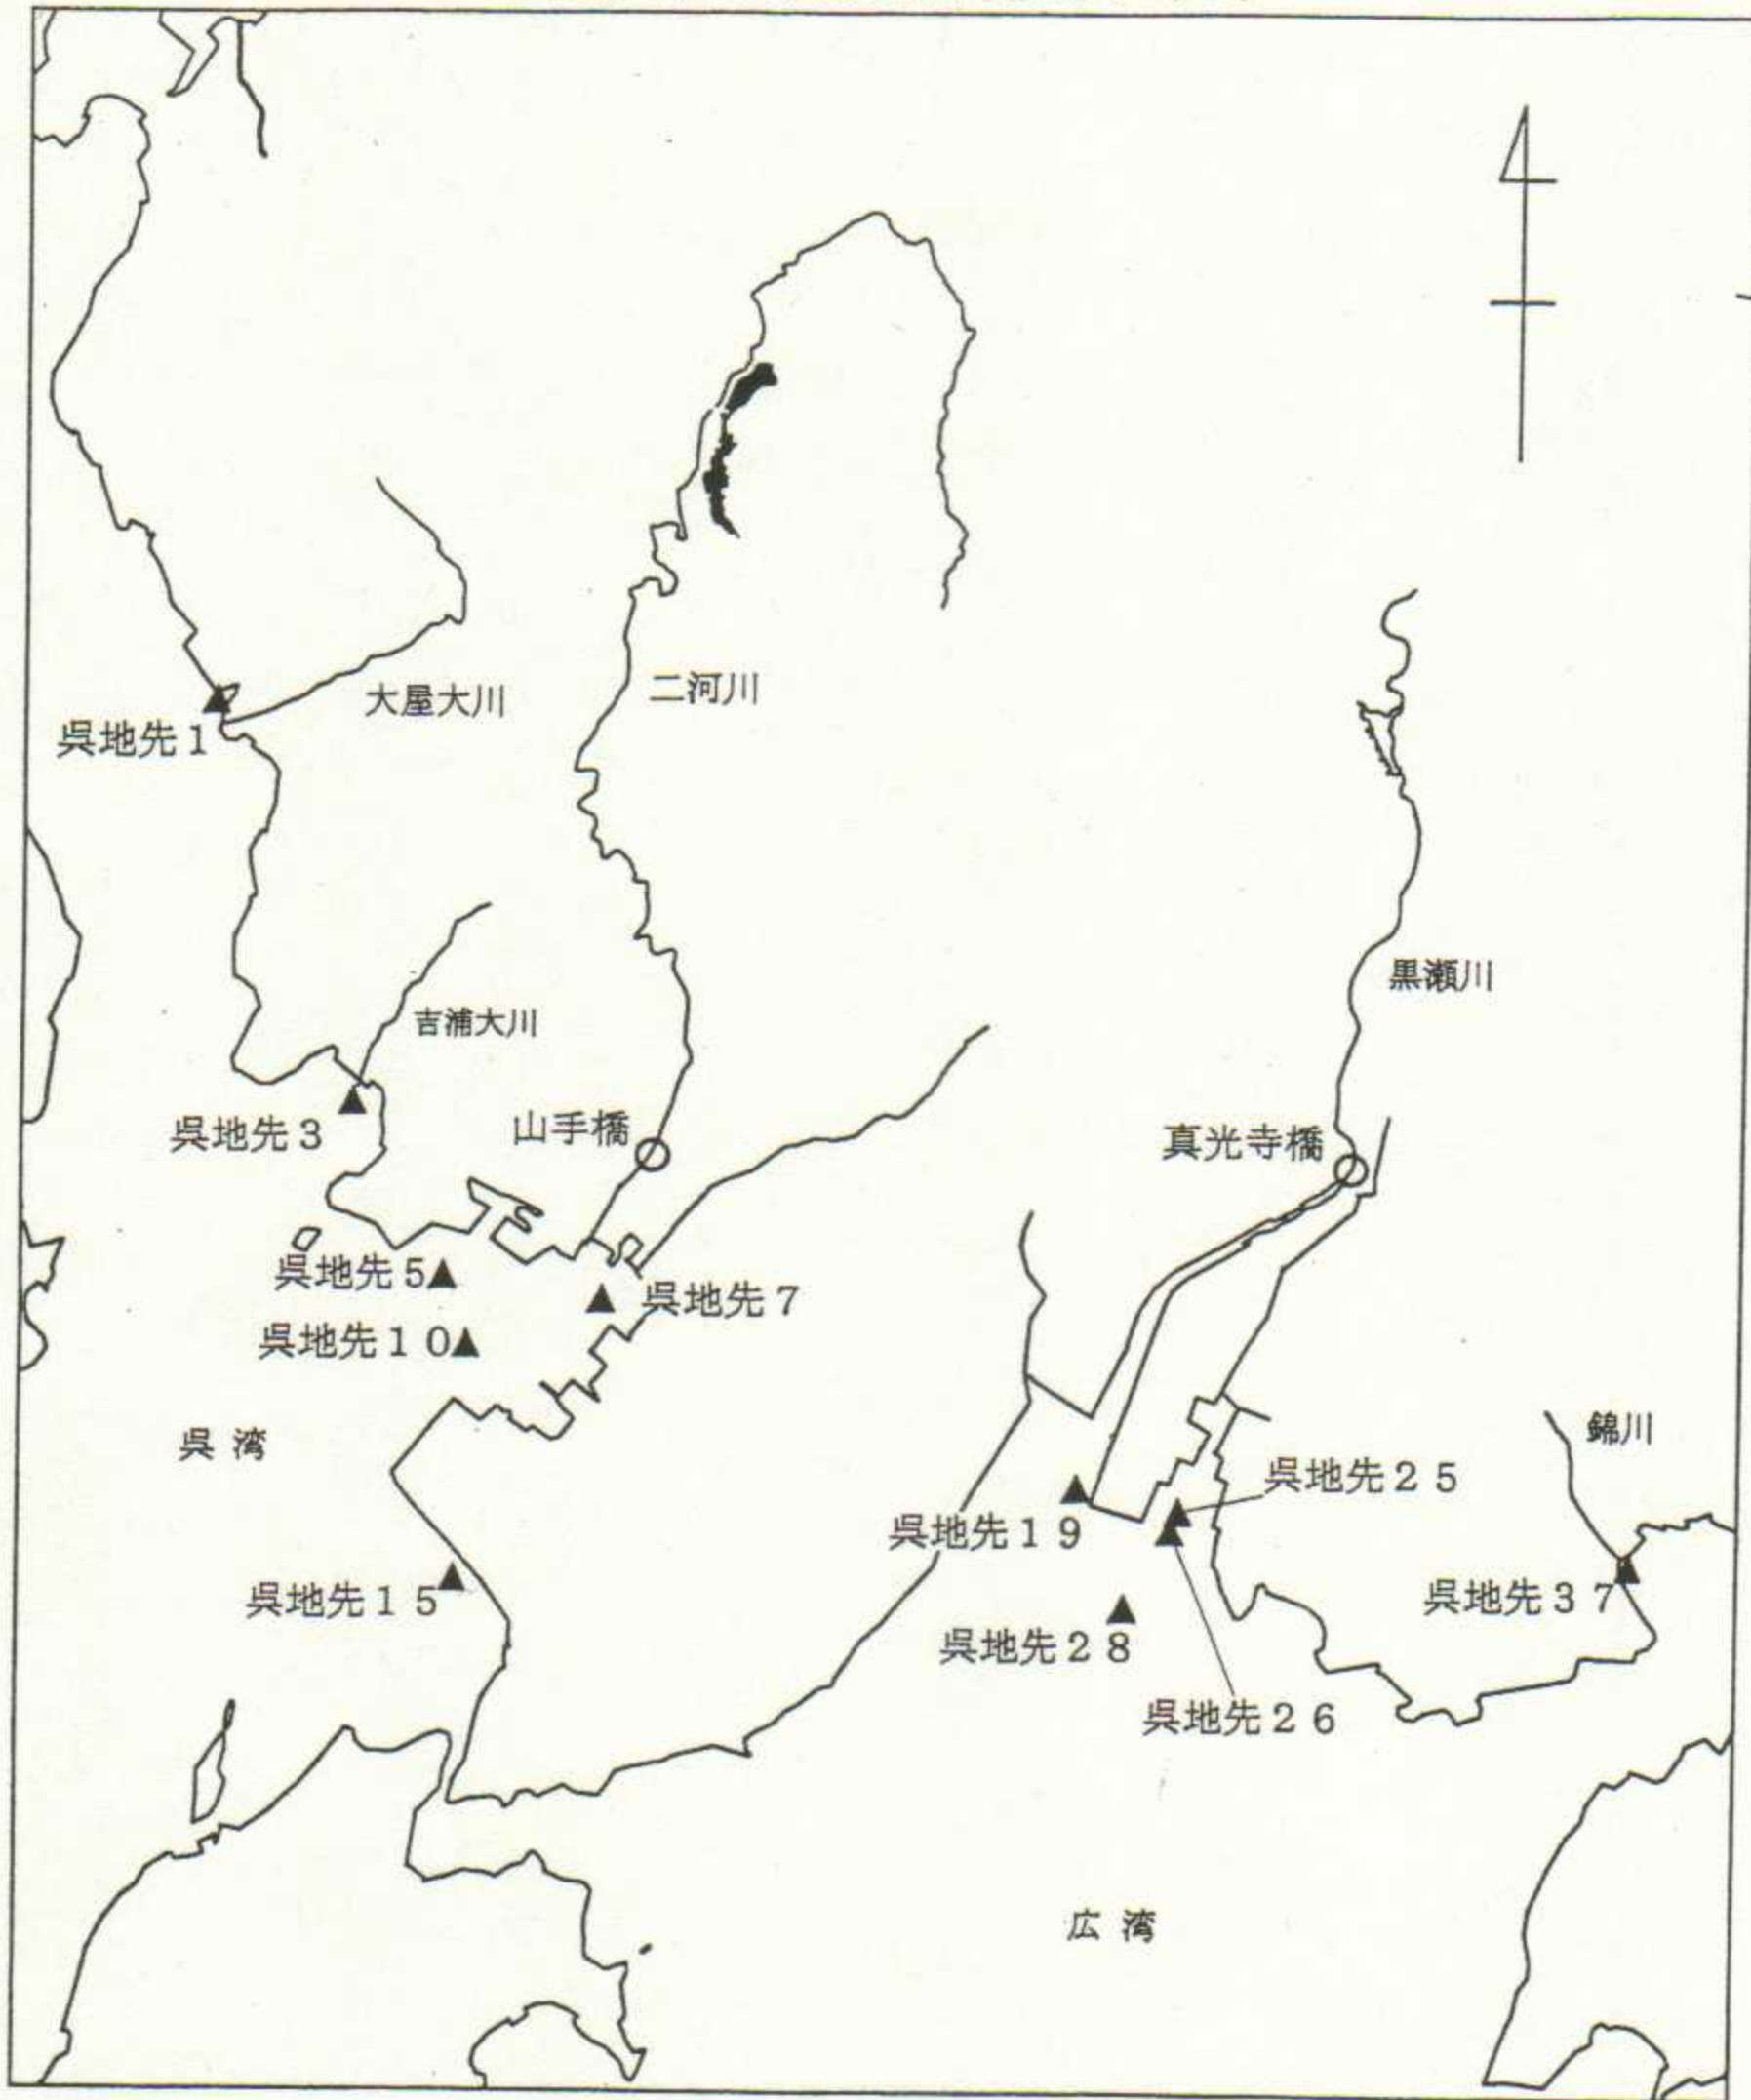 大屋大川
二河川
呉地先1
黒瀬川
吉浦大川
呉地先3
山手橋
真光寺橋
呉地先5
呉地先7
呉地先10
呉湾
錦川
呉地先25
呉地先19
呉地先15
呉地先37
呉地先28
呉地先26
広湾